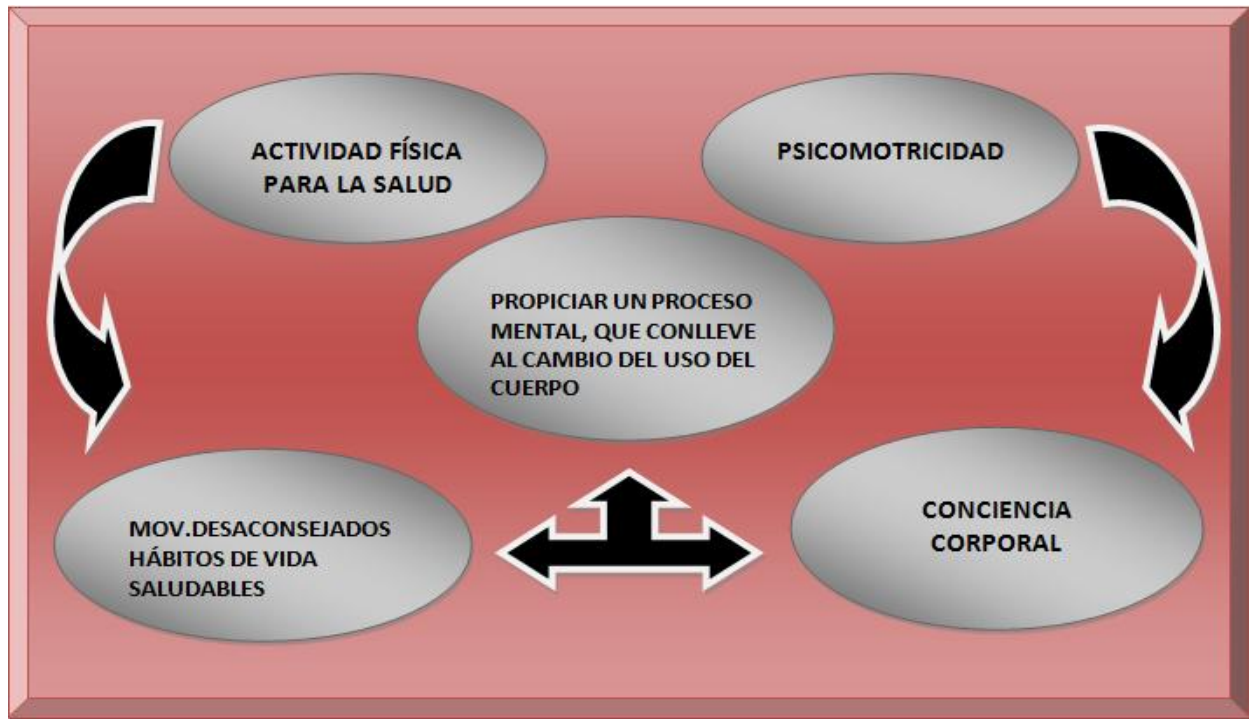 ACTIVIDAD FÍSICA
PARA LA SALUD
PSICOMOTRICIDAD
PROPICIAR UN PROCESO
MENTAL, QUE CONLLEVE
AL CAMBIO DEL USO DEL
CUERPO
MOV.DESACONSEJADOS
HÁBITOS DE VIDA
SALUDABLES
CONCIENCIA
CORPORAL